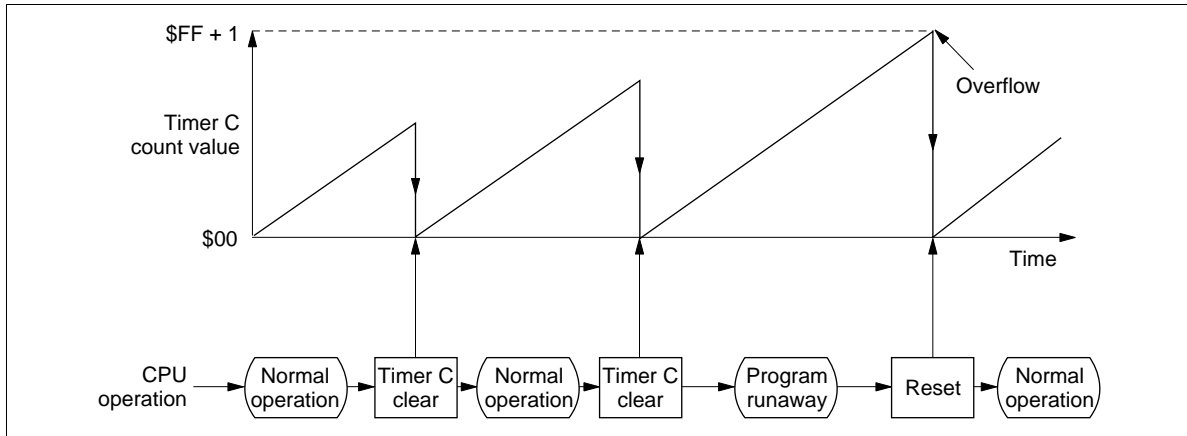 $FF + 1
Overflow
Timer C
count value
$00
Time
CPU
operation
Normal
operation
Timer C
clear
Normal
operation
Timer C
clear
Program
runaway
Reset
Normal
operation